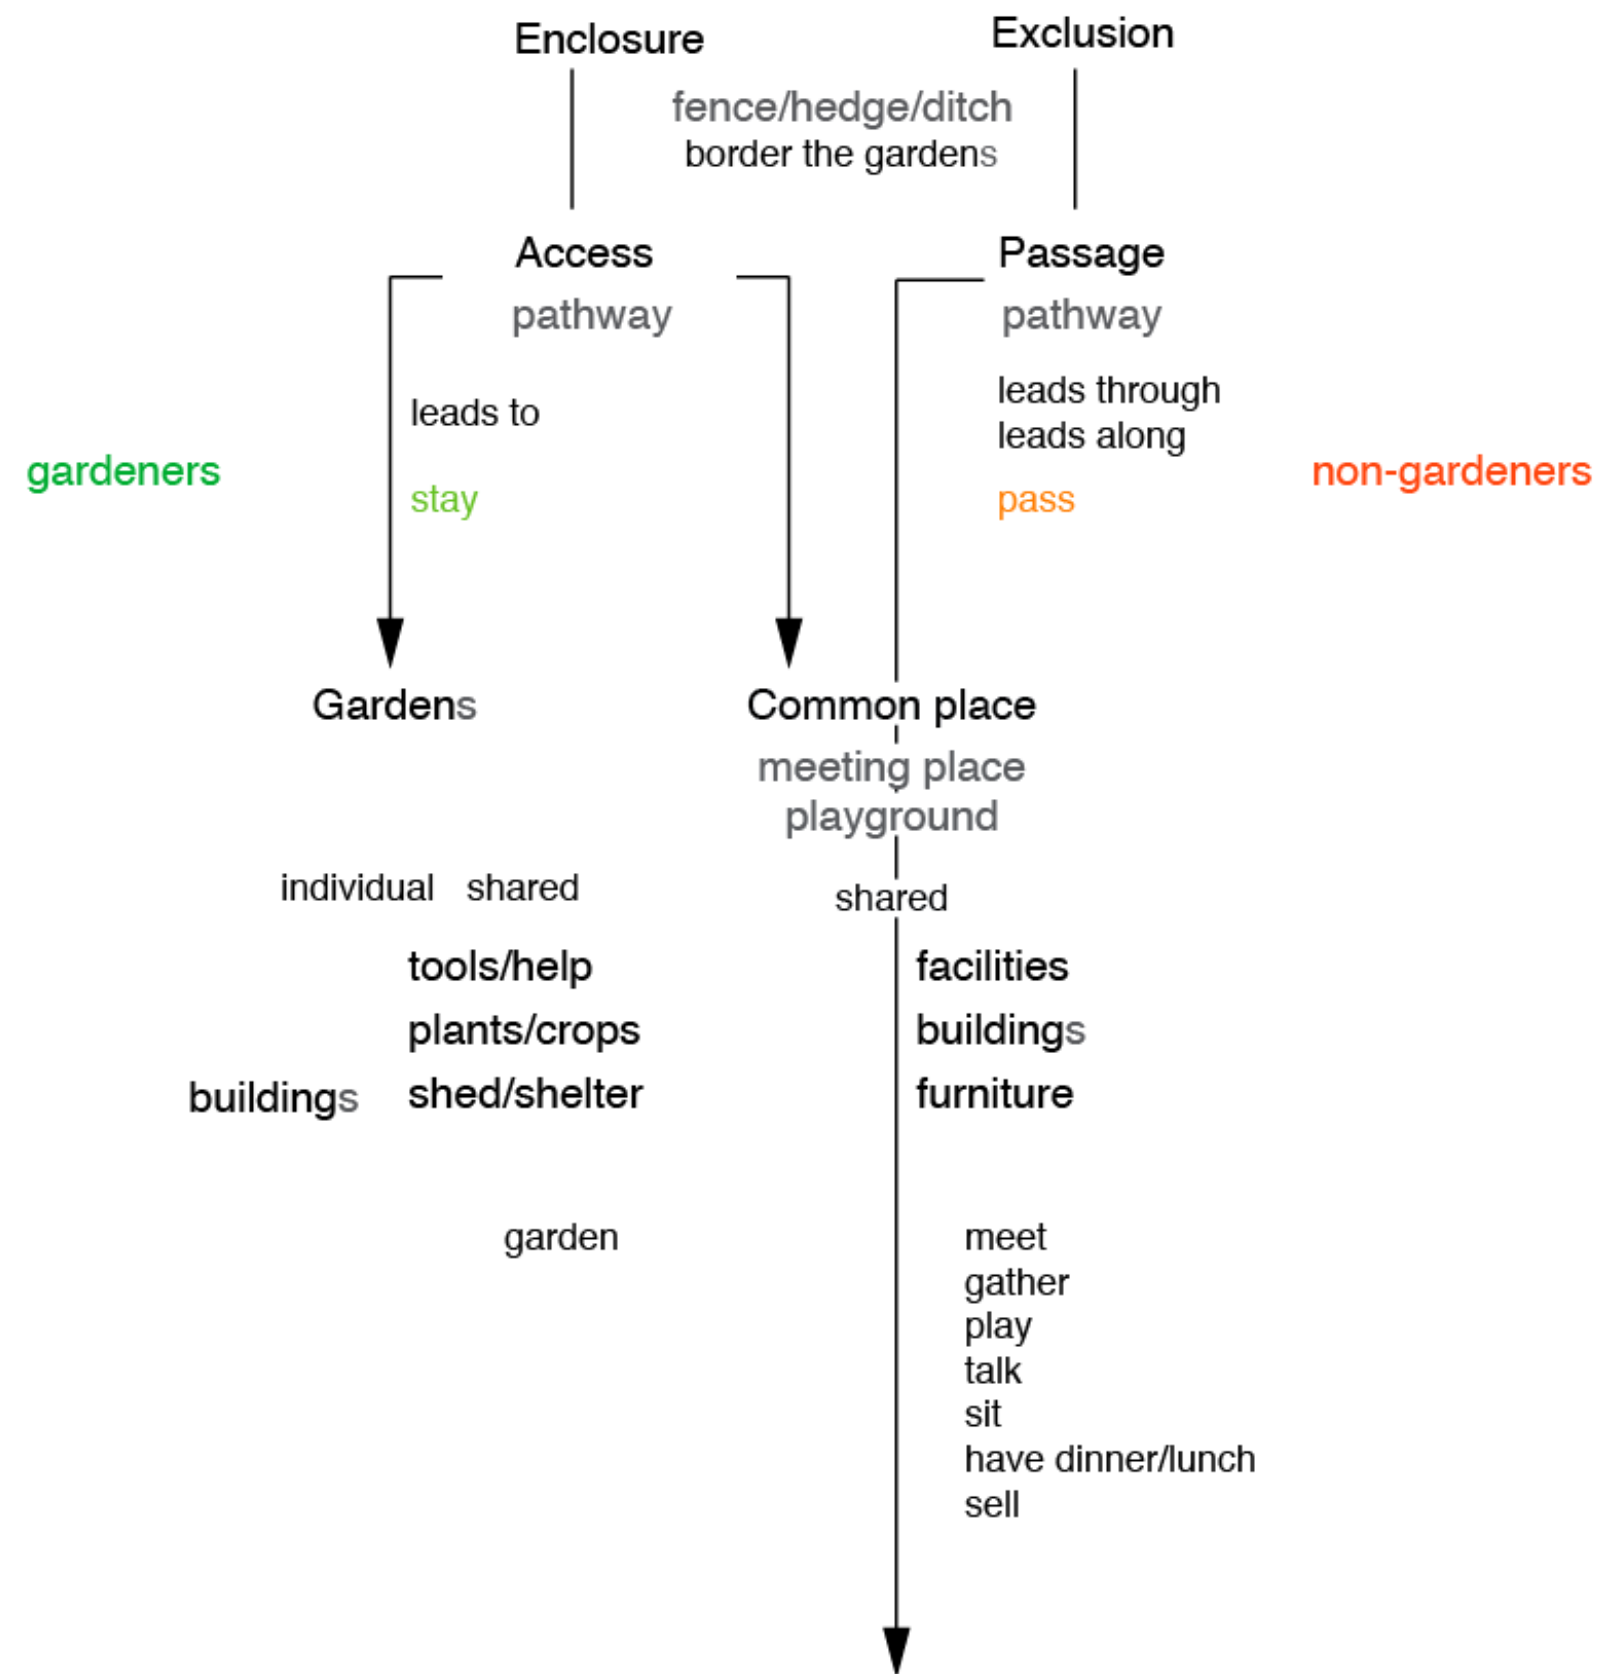 Enclosure
Exclusion
fence/hedge/ditch
border the gardens
Access
Passage
pathway
pathway
leads to
leads through
leads along
gardeners
stay
pass
non-gardeners
Gardens
Common place
meeting place
playground
individual shared
shared
tools/help
facilities
plants/crops
buildings
buildings
shed/shelter
furniture
garden
meet
gather
play
talk
sit
have dinner/lunch
sell